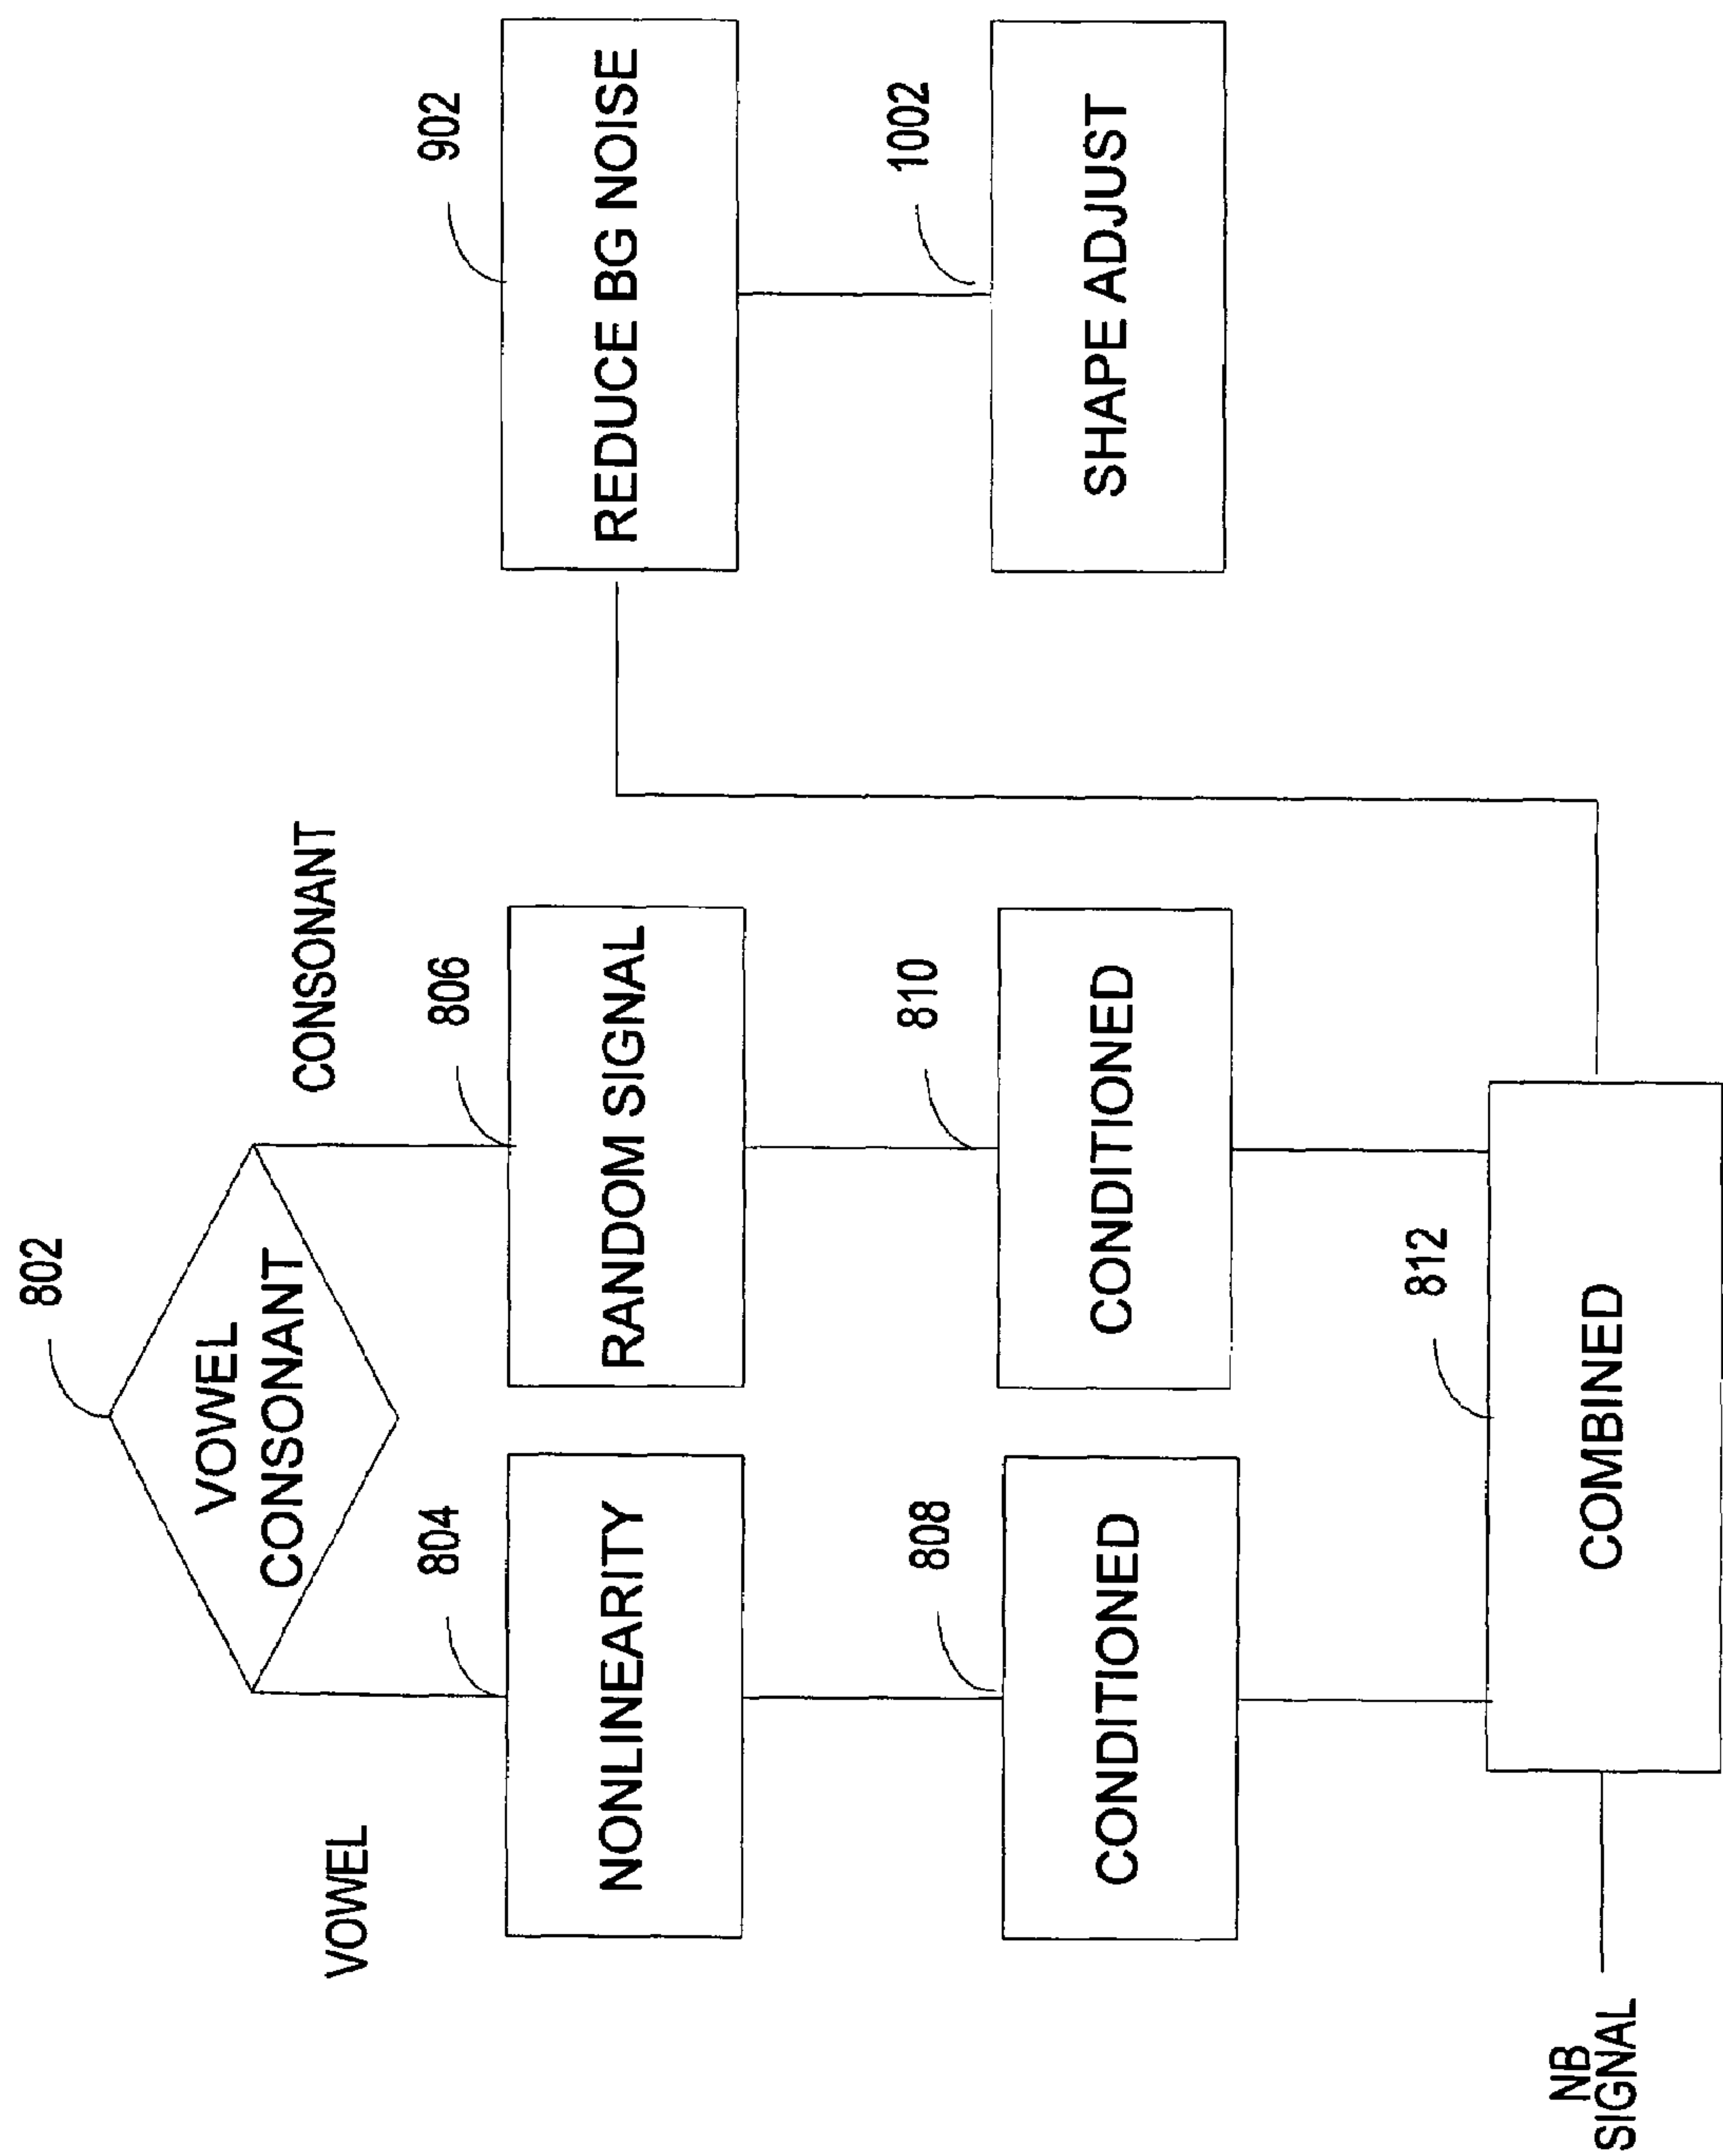 802
VOWEL
CONSONANT
VOWEL
CONSONANT
804
NONLINEARITY
806
RANDOM SIGNAL
808
CONDITIONED
810
CONDITIONED
812
COMBINED
NB
SIGNAL
902
REDUCE BG NOISE
1002
SHAPE ADJUST